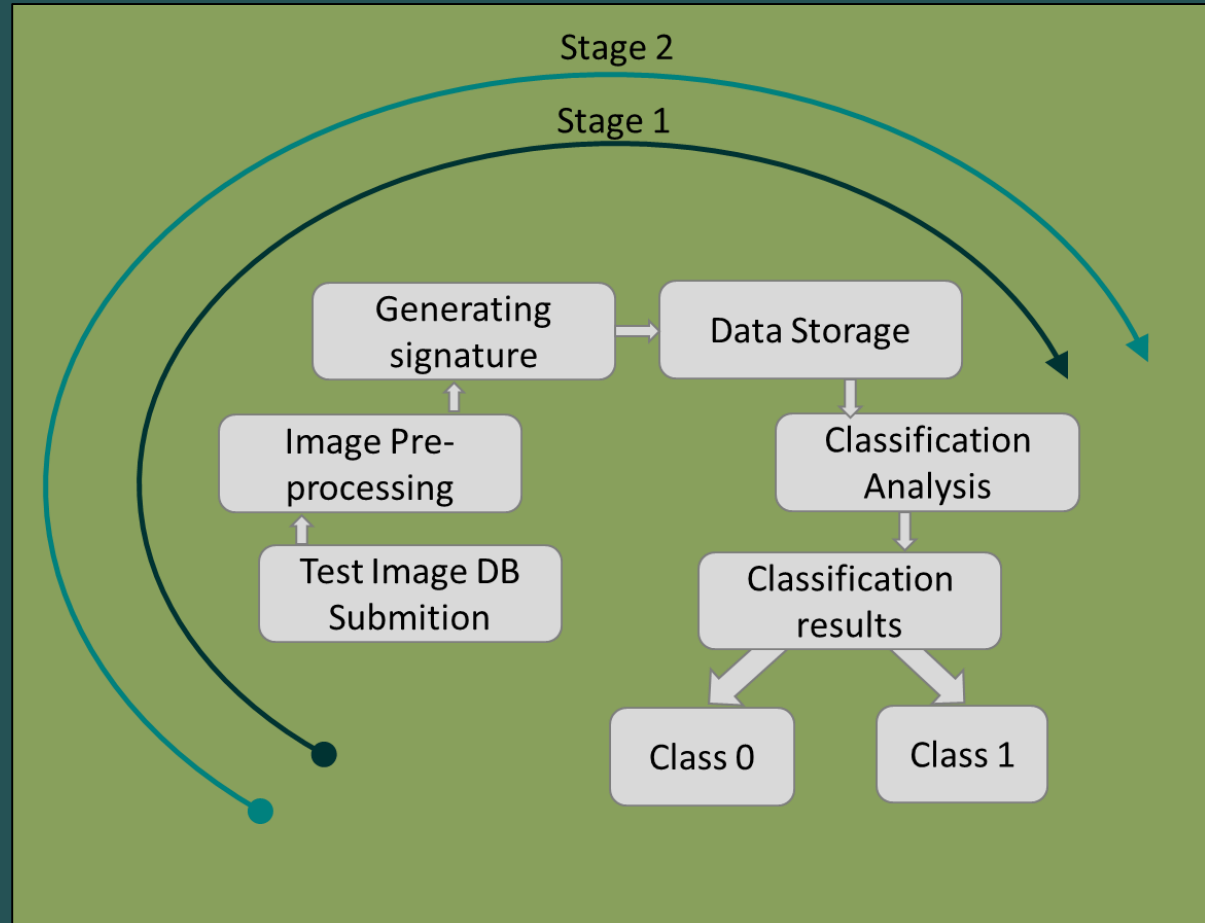 Stage 2
Stage 1
Generating
signature
Data Storage
Image Pre-
processing
Classification
Analysis
Test Image DB
Submition
Classification
results
Class 0
Class 1